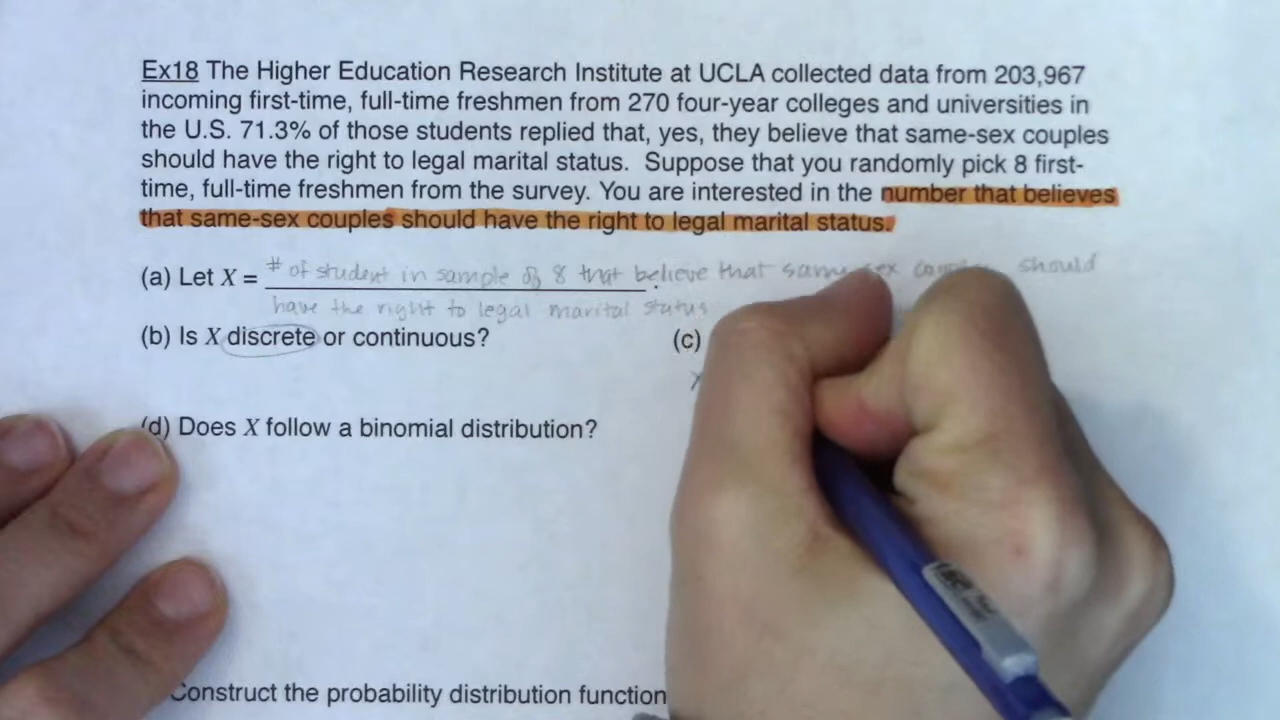 Ex18 The Higher Education Research Institute at UCLA collected data from 203,967
incoming first-time, full-time freshmen from 270 four-year colleges and universities in
the U.S. 71.3% of those students replied that, yes, they believe that same-sex couples
should have the right to legal marital status. Suppose that you randomly pick 8 first-
time, full-time freshmen from the survey. You are interested in the number that believes
that same-sex couples should have the right to legal marital status.
(a) Let X = # of student in sample of 8 that believe that same sex should
have the right to legal marital status.
(b) Is X discrete or continuous? (c)
(d) Does X follow a binomial distribution?
Construct the probability distribution function